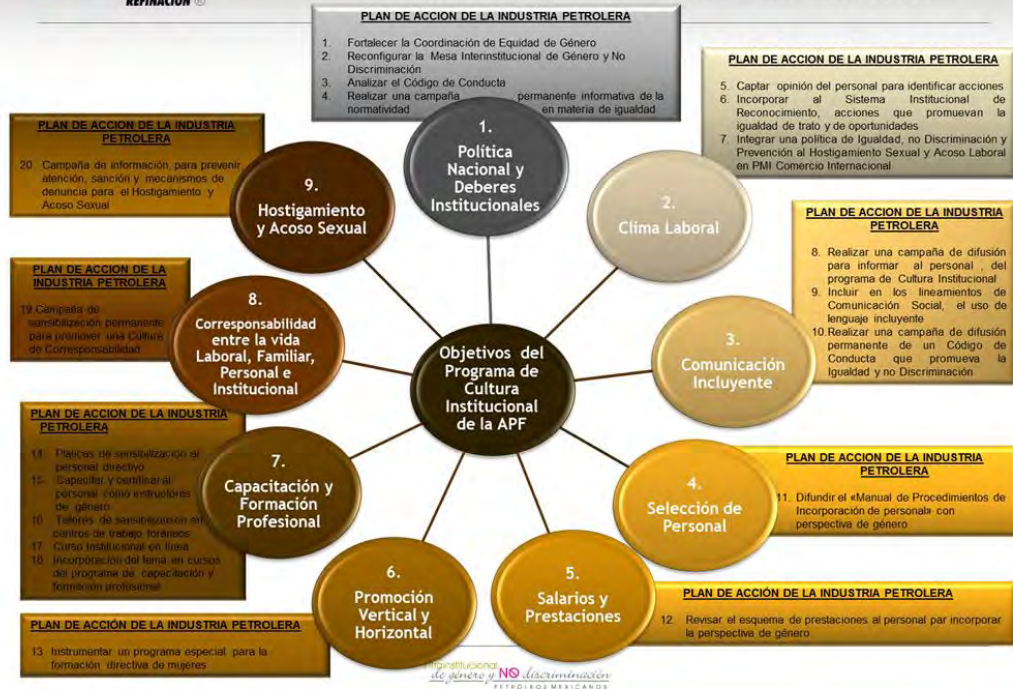 REFINACIÓN ®
PLAN DE ACCION DE LA INDUSTRIA PETROLERA
1. Fortalecer la Coordinación de Equidad de Género
2. Reconfigurar la Mesa Interinstitucional de Género y No
Discriminación
3. Analizar el Código de Conducta
4. Realizar una campaña permanente informativa de la
normatividad en materia de igualdad
1.
Política
Nacional y
Deberes
Institucionales
PLAN DE ACCION DE LA INDUSTRIA PETROLERA
5. Captar opinión del personal para identificar acciones
6. Incorporar al Sistema Institucional de
Reconocimiento, acciones que promuevan la
igualdad de trato y de oportunidades
7. Integrar una política de Igualdad, no Discriminación y
Prevención al Hostigamiento Sexual y Acoso Laboral
en PMI Comercio Internacional
2.
Clima Laboral
PLAN DE ACCION DE LA INDUSTRIA
PETROLERA
8. Realizar una campaña de difusión
para informar al personal , del
programa de Cultura Institucional
9. Incluir en los lineamientos de
Comunicación Social, el uso de
lenguaje incluyente
10. Realizar una campaña de difusión
permanente de un Código de
Conducta que promueva la
Igualdad y no Discriminación
3.
Comunicación
Incluyente
PLAN DE ACCION DE LA INDUSTRIA
PETROLERA
11. Difundir el «Manual de Procedimientos de
Incorporación de personal» con
perspectiva de género
4.
Selección de
Personal
PLAN DE ACCIÓN DE LA INDUSTRIA PETROLERA
12. Revisar el esquema de prestaciones al personal par incorporar
la perspectiva de género
5.
Salarios y
Prestaciones
6.
Promoción
Vertical y
Horizontal
PLAN DE ACCIÓN DE LA INDUSTRIA PETROLERA
13 Instrumentar un programa especial para la
formación directiva de mujeres
7.
Capacitación y
Formación
Profesional
PLAN DE ACCION DE LA INDUSTRIA
PETROLERA
14. Platicas de sensibilización al
personal directivo
15. Capacitar y certificar al
personal como instructores
de género
16 Talleres de sensibilización en
centros de trabajo foráneos
17 Curso Institucional en línea
18 Incorporación del tema en cursos
del programa de capacitación y
formación profesional
8.
Corresponsabilidad
entre la vida
Laboral, Familiar,
Personal e
Institucional
PLAN DE ACCION DE LA
INDUSTRIA PETROLERA
19 Campaña de
sensibilización permanente
para promover una Cultura
de Corresponsabilidad
9.
Hostigamiento
y Acoso Sexual
PLAN DE ACCION DE LA INDUSTRIA
PETROLERA
20. Campaña de información, para prevenir
atención, sanción y mecanismos de
denuncia para el Hostigamiento y
Acoso Sexual
Objetivos del
Programa de
Cultura
Institucional
de la APF
de género y NO discriminación
PETROLEOS MEXICANOS